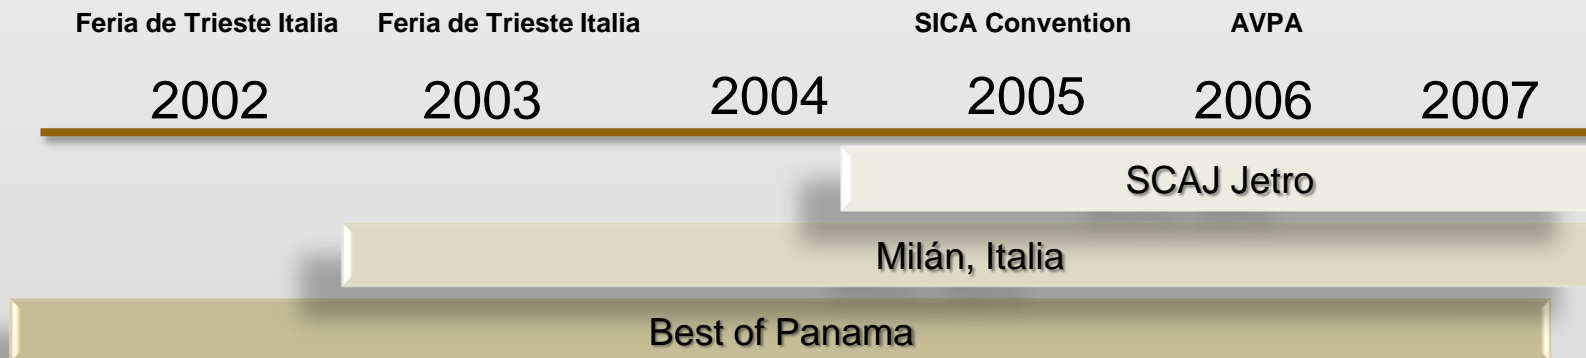 Feria de Trieste Italia Feria de Trieste Italia SICA Convention AVPA
2002 2003 2004 2005 2006 2007
SCAJ Jetro
Milán, Italia
Best of Panama